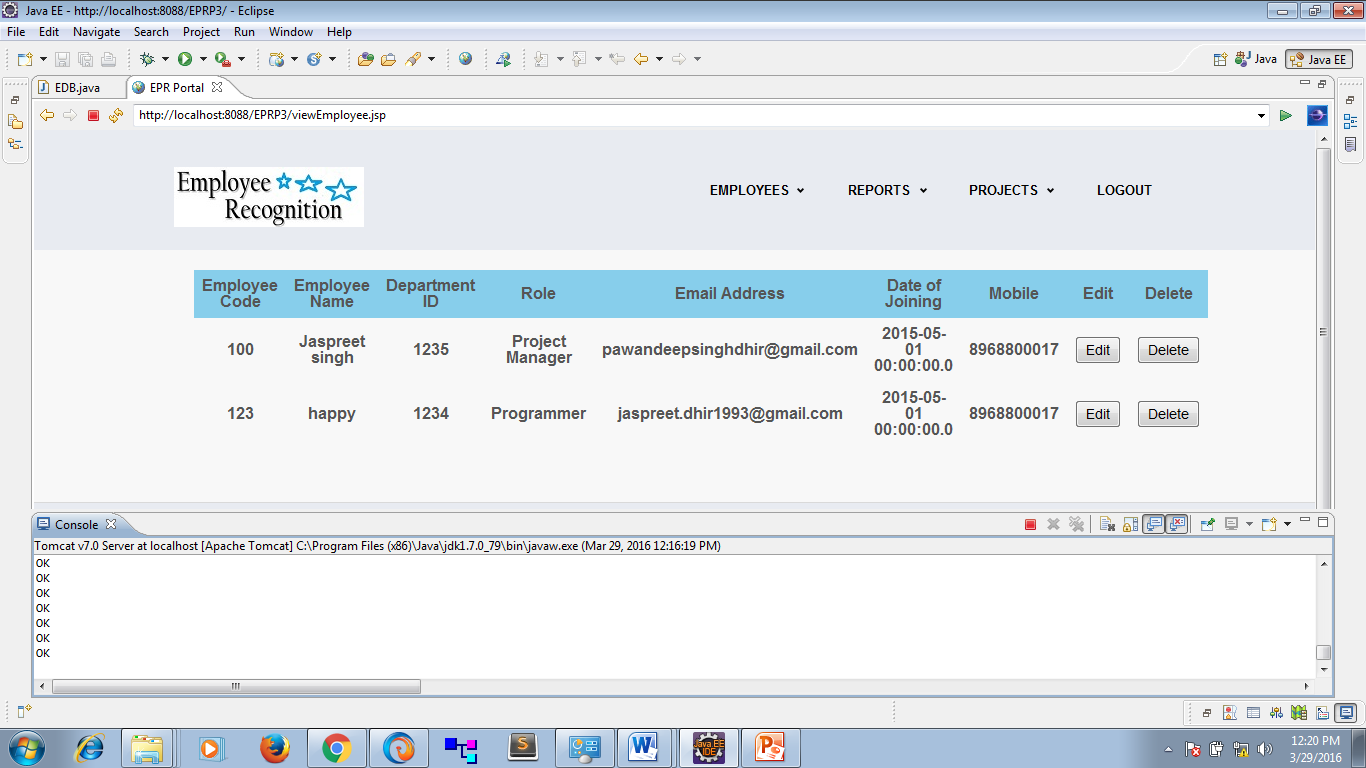 Java EE - http://localhost:8088/EPRP3/ - Eclipse
File Edit Navigate Search Project Run Window Help
Java Java EE
EDB.java EPR Portal
http://localhost:8088/EPRP3/viewEmployee.jsp
Employee
Recognition
EMPLOYEES REPORTS PROJECTS LOGOUT
Employee Code Employee Name Department ID Role Email Address Date of Joining Mobile Edit Delete
100 Jaspreet singh 1235 Project Manager pawandeepsinghdhir@gmail.com 2015-05-01 00:00:00.0 8968800017 Edit Delete
123 happy 1234 Programmer jaspreet.dhir1993@gmail.com 2015-05-01 00:00:00.0 8968800017 Edit Delete
Console
Tomcat v7.0 Server at localhost [Apache Tomcat] C:\Program Files (x86)\Java\jdk1.7.0_79\bin\javaw.exe (Mar 29, 2016 12:16:19 PM)
OK
OK
OK
OK
OK
OK
OK
Java EE
IDE
12:20 PM
3/29/2016